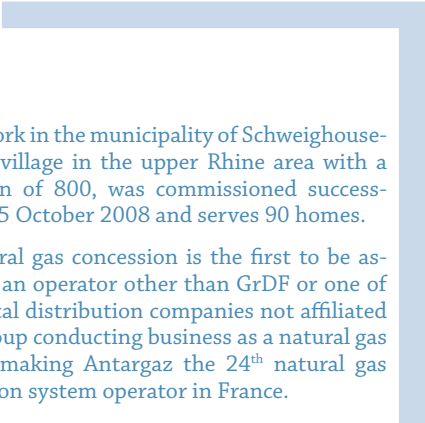 ork in the municipality of Schweighouse-
village in the upper Rhine area with a
n of 800, was commissioned success-
5 October 2008 and serves 90 homes.
ral gas concession is the first to be as-
an operator other than GrDF or one of
tal distribution companies not affiliated
oup conducting business as a natural gas
making Antargaz the 24th natural gas
on system operator in France.